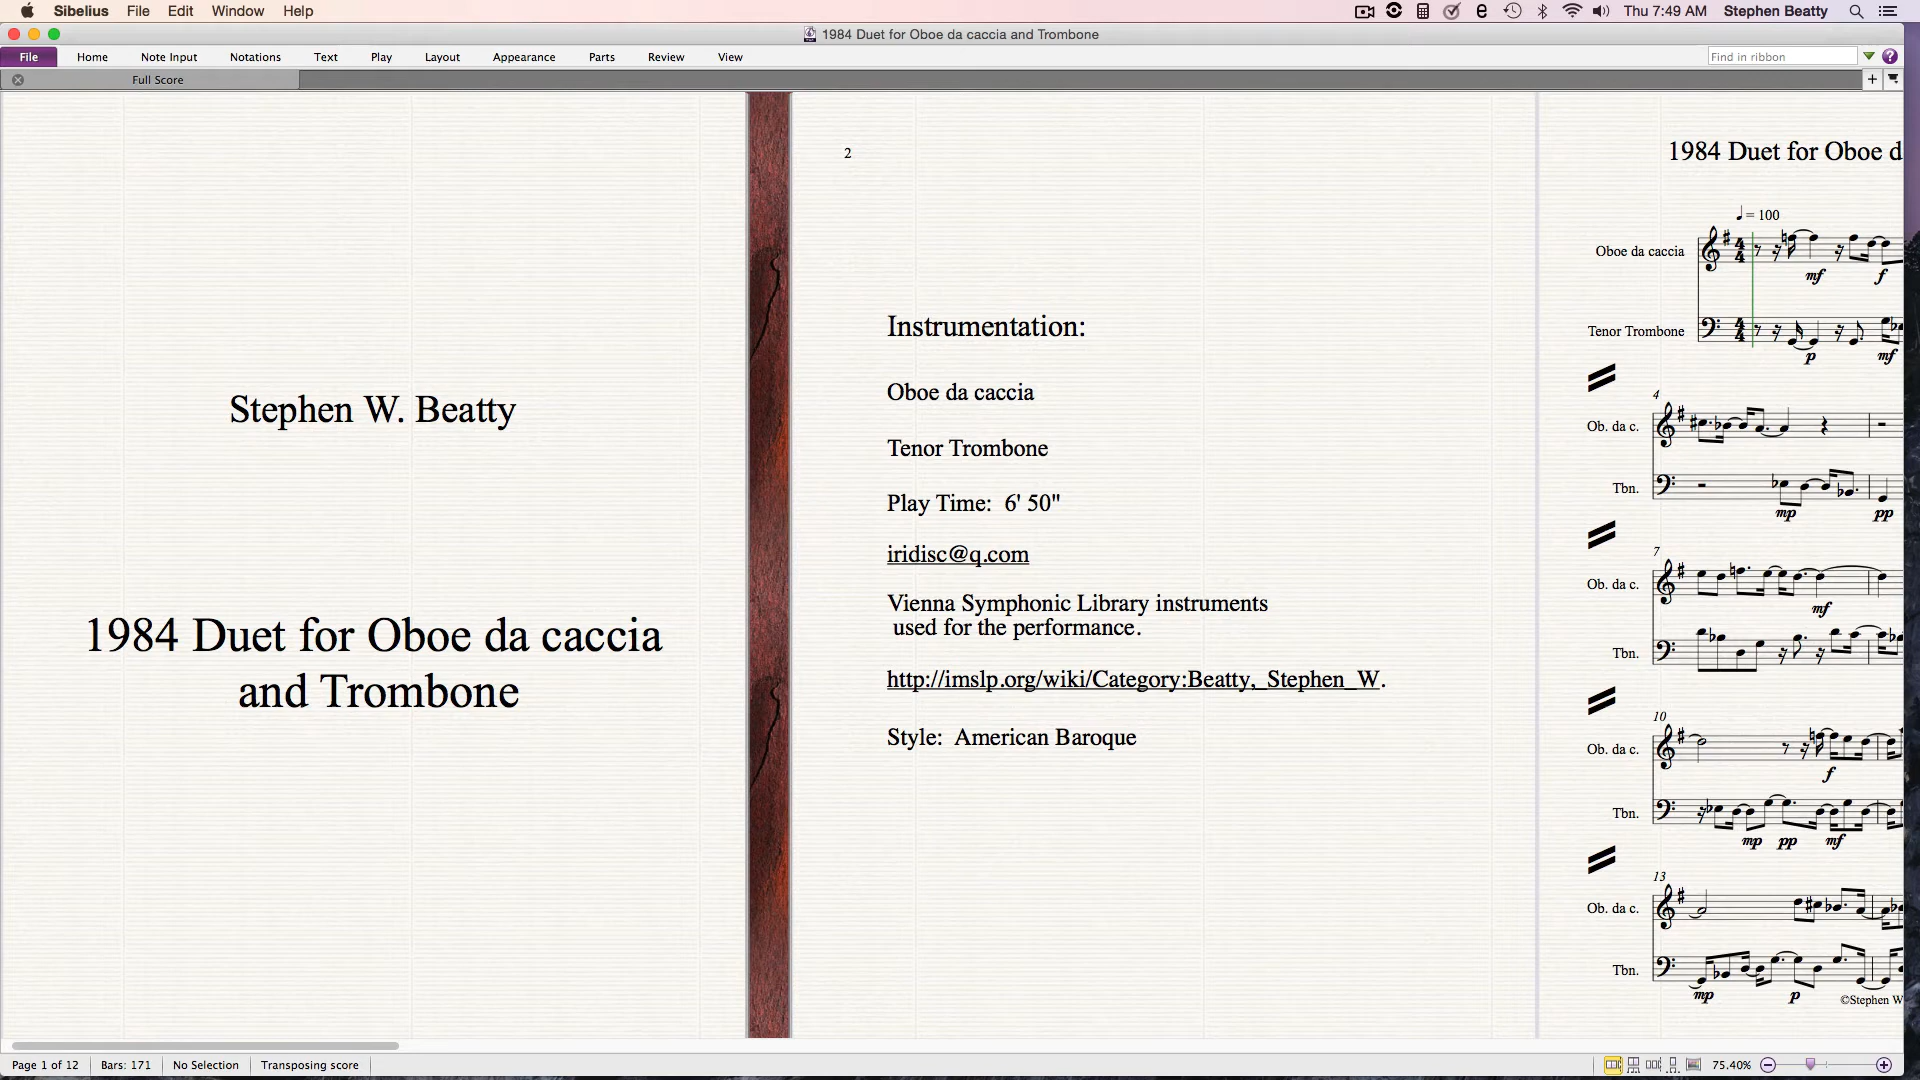 Sibelius File Edit Window Help
Thu 7:49 AM Stephen Beatty
1984 Duet for Oboe da caccia and Trombone
File Home Note Input Notations Text Play Layout Appearance Parts Review View
Find in ribbon
Full Score
Stephen W. Beatty
1984 Duet for Oboe da caccia
and Trombone
2
Instrumentation:
Oboe da caccia
Tenor Trombone
Play Time: 6' 50"
iridisc@q.com
Vienna Symphonic Library instruments
used for the performance.
http://imslp.org/wiki/Category:Beatty,_Stephen_W.
Style: American Baroque
1984 Duet for Oboe d
= 100
Oboe da caccia
mf f
Tenor Trombone
p mf
4
Ob. da c.
Tbn.
mp pp
7
Ob. da c.
mf
Tbn.
10
Ob. da c.
f
Tbn.
mp pp mf
13
Ob. da c.
Tbn.
mp p
©Stephen W
Page 1 of 12 Bars: 171 No Selection Transposing score
75.40%